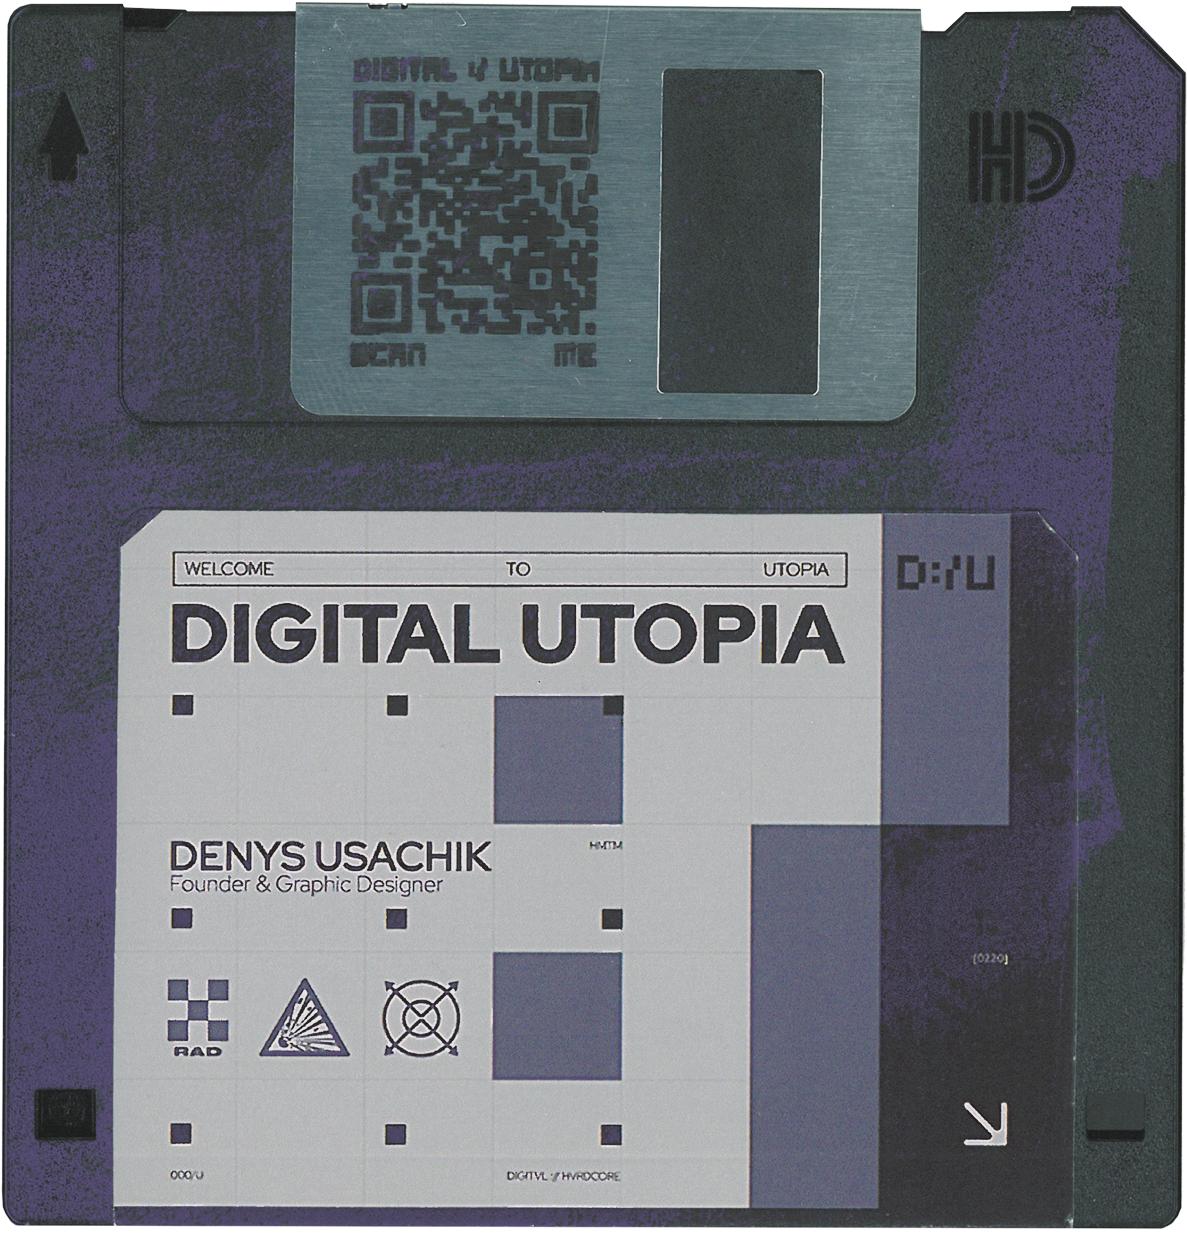 DIGITAL :/ UTOPIA
SCAN ME
HD
WELCOME TO UTOPIA
D:/U
DIGITAL UTOPIA
DENYS USACHIK
HMTM
Founder & Graphic Designer
[0220]
RAD
000/U
DIGITVL :// HVRDCORE